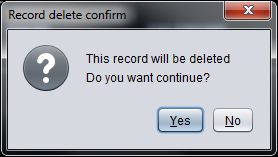 Record delete confirm
This record will be deleted
Do you want continue?
Yes No